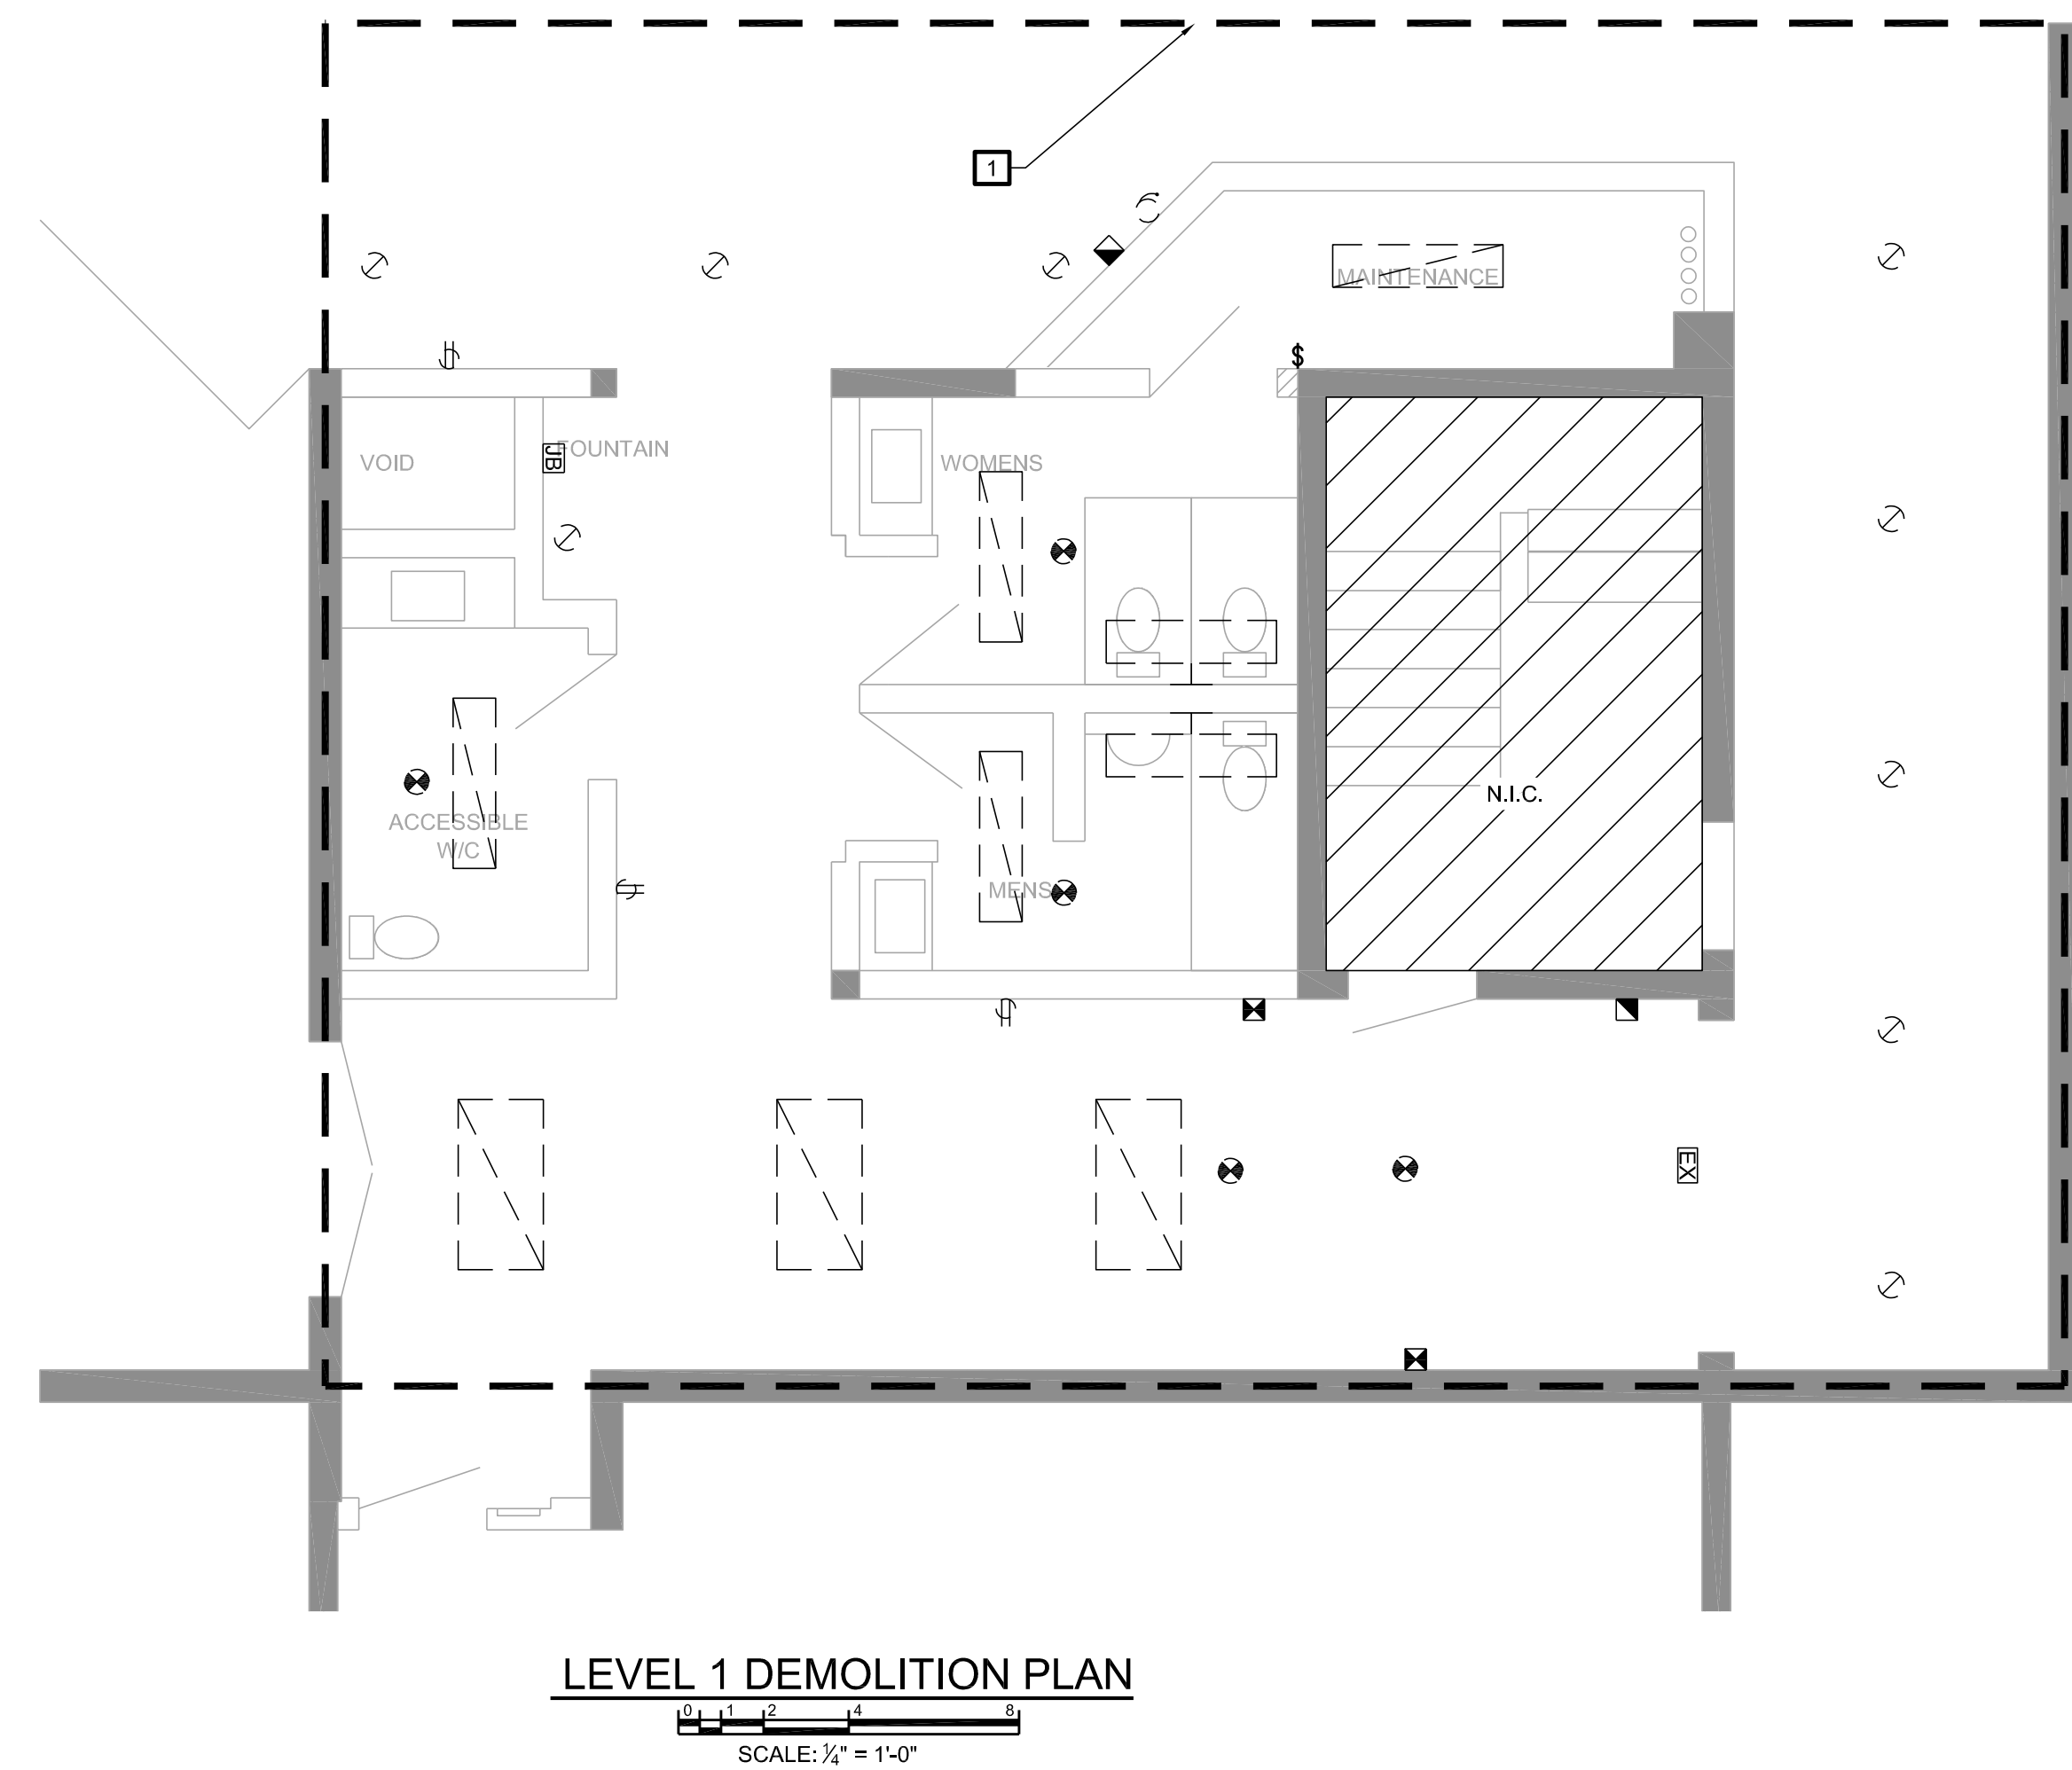 1
MAINTENANCE
$
VOID
JB
FOUNTAIN
WOMENS
N.I.C.
ACCESSIBLE
W/C
MENS
EX
LEVEL 1 DEMOLITION PLAN
0 1 2 4 8
SCALE: 1/4" = 1'-0"